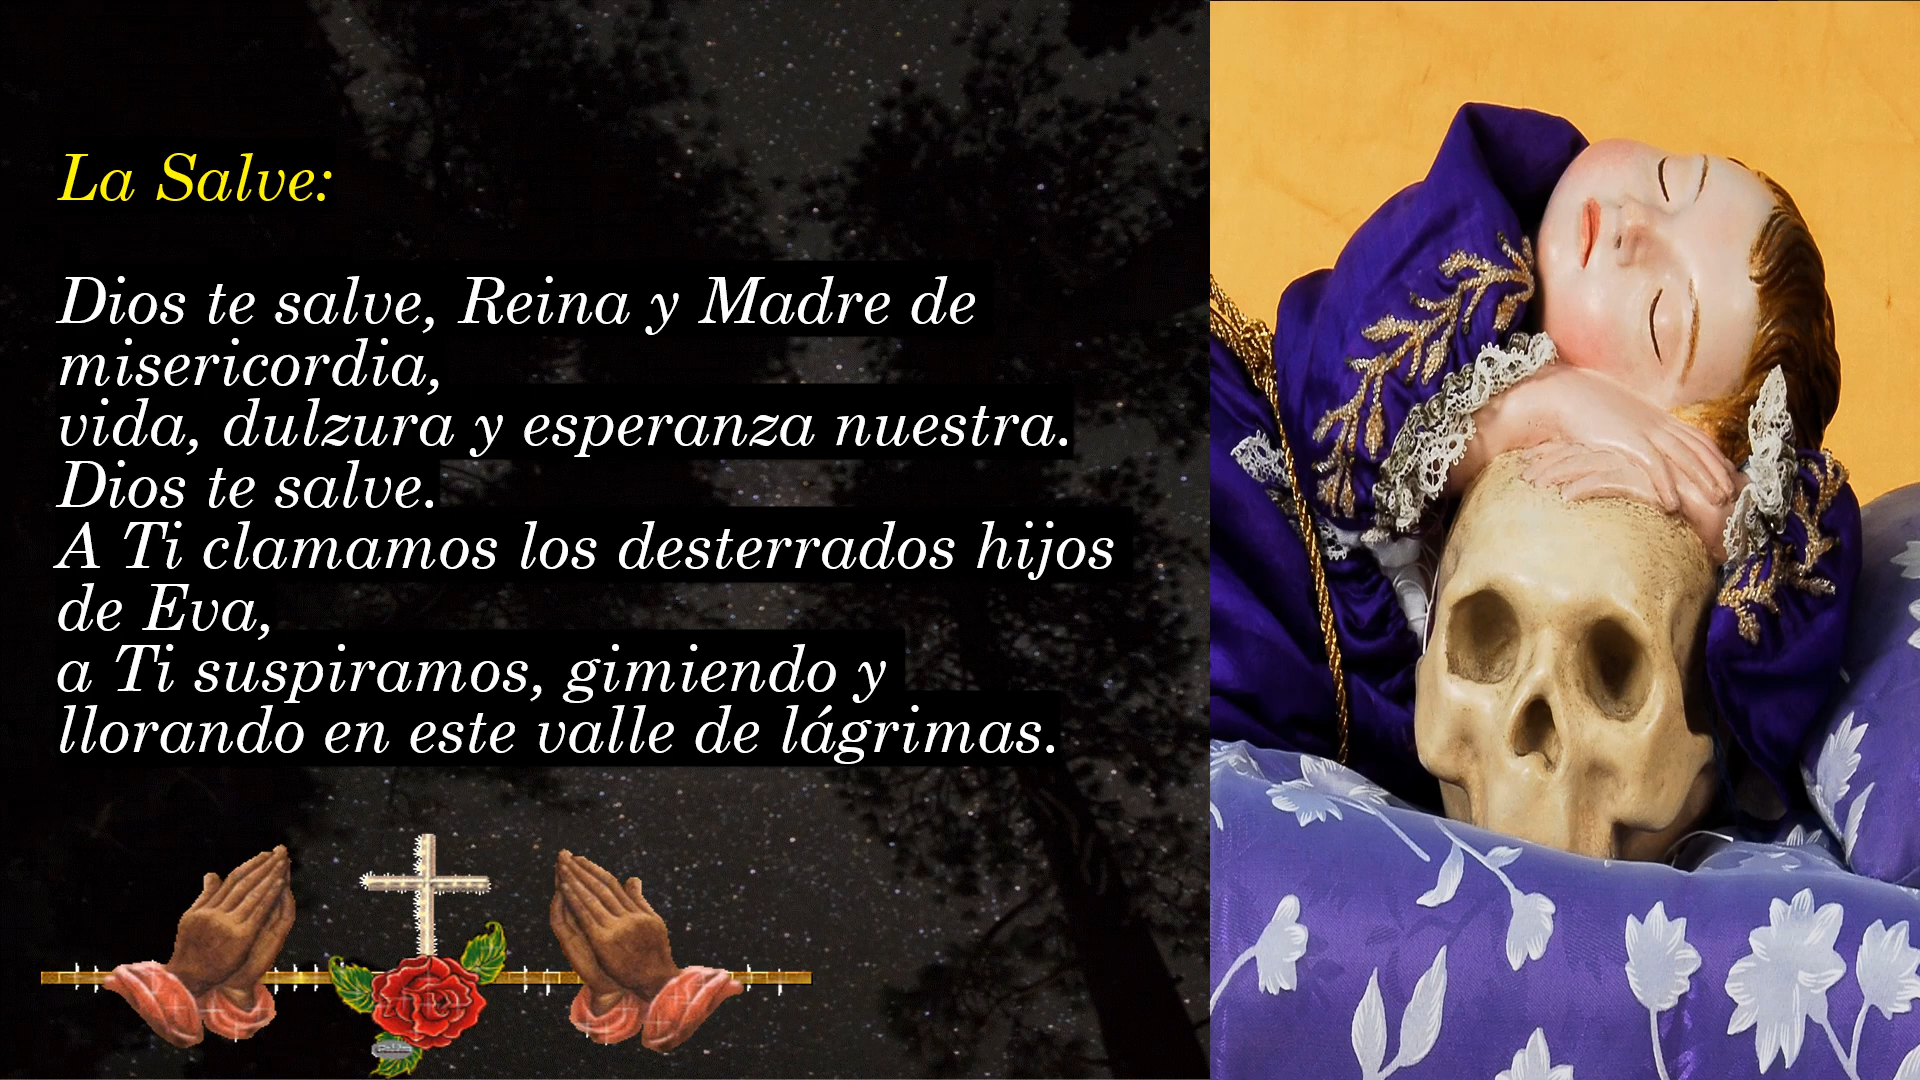 La Salve:
Dios te salve, Reina y Madre de
misericordia,
vida, dulzura y esperanza nuestra.
Dios te salve.
A Ti clamamos los desterrados hijos
de Eva,
a Ti suspiramos, gimiendo y
llorando en este valle de lágrimas.